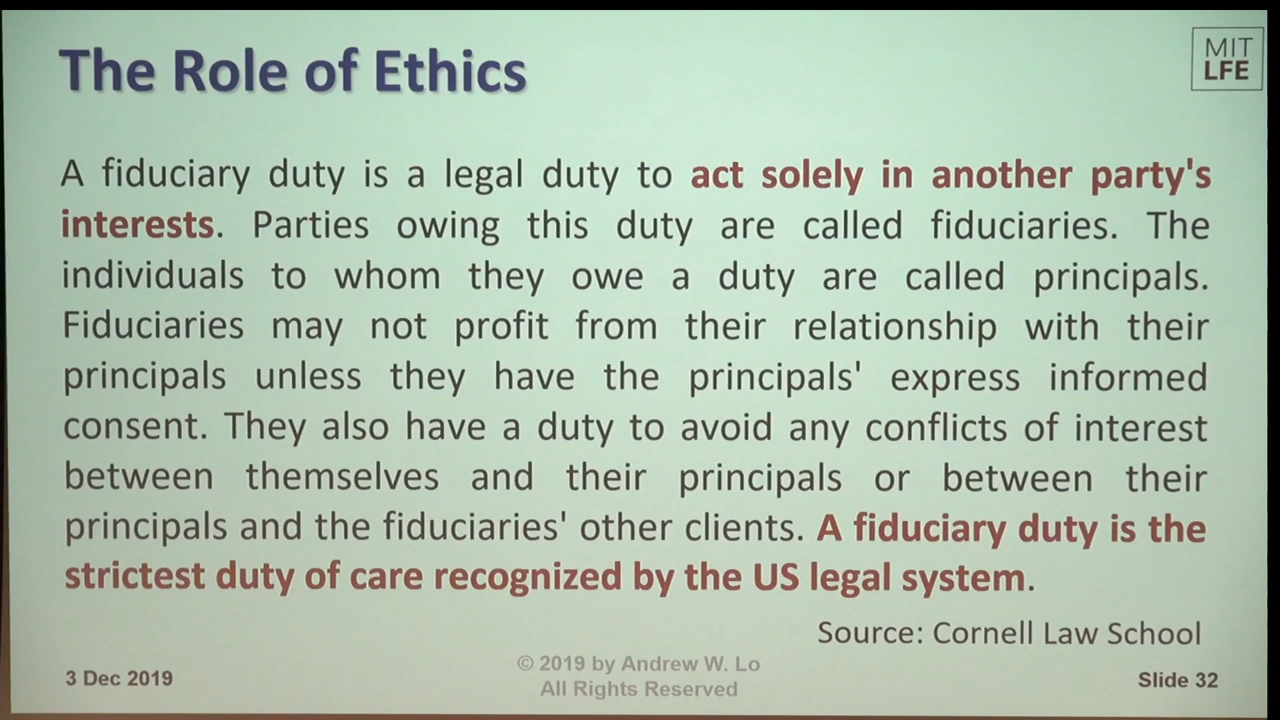 The Role of Ethics
MIT
LFE
A fiduciary duty is a legal duty to act solely in another party's
interests. Parties owing this duty are called fiduciaries. The
individuals to whom they owe a duty are called principals.
Fiduciaries may not profit from their relationship with their
principals unless they have the principals' express informed
consent. They also have a duty to avoid any conflicts of interest
between themselves and their principals or between their
principals and the fiduciaries' other clients. A fiduciary duty is the
strictest duty of care recognized by the US legal system.
Source: Cornell Law School
3 Dec 2019
© 2019 by Andrew W. Lo
All Rights Reserved
Slide 32